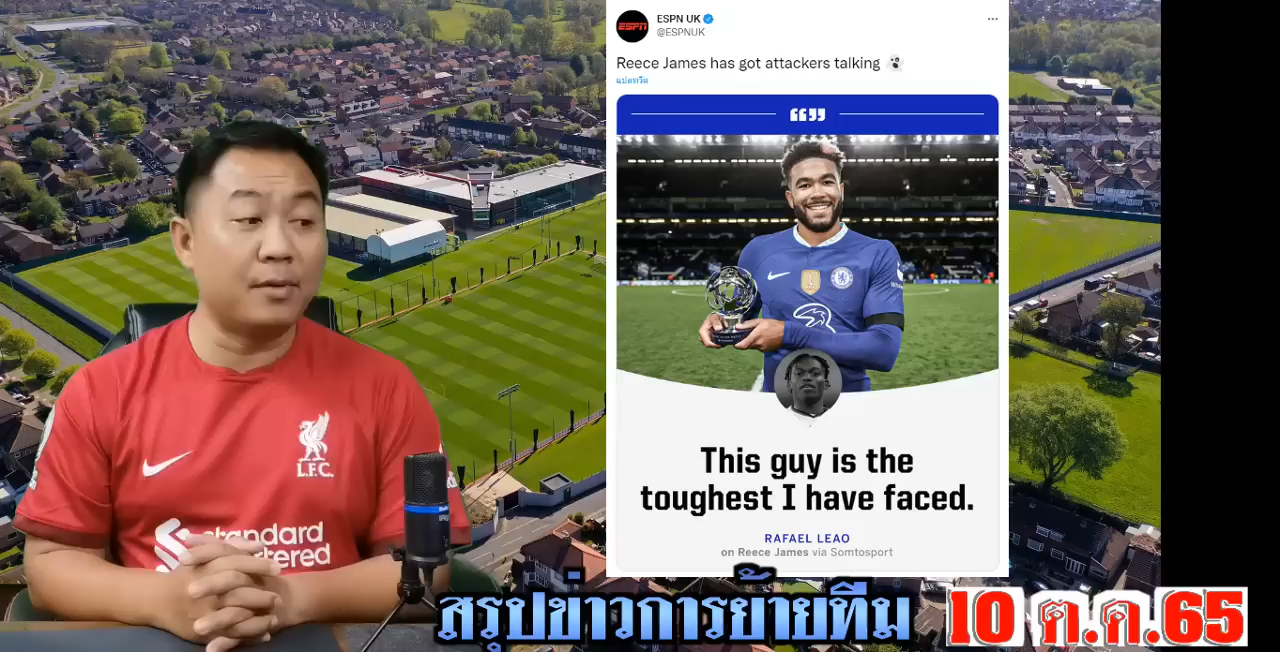 ESPN
ESPN UK
@ESPNUK
Reece James has got attackers talking
แปลทวีต
This guy is the
toughest I have faced.
RAFAEL LEAO
on Reece James via Somtosport
L.F.C.
standard
chartered
สรุปข่าวการย้ายทีม 10 ต.ค.65